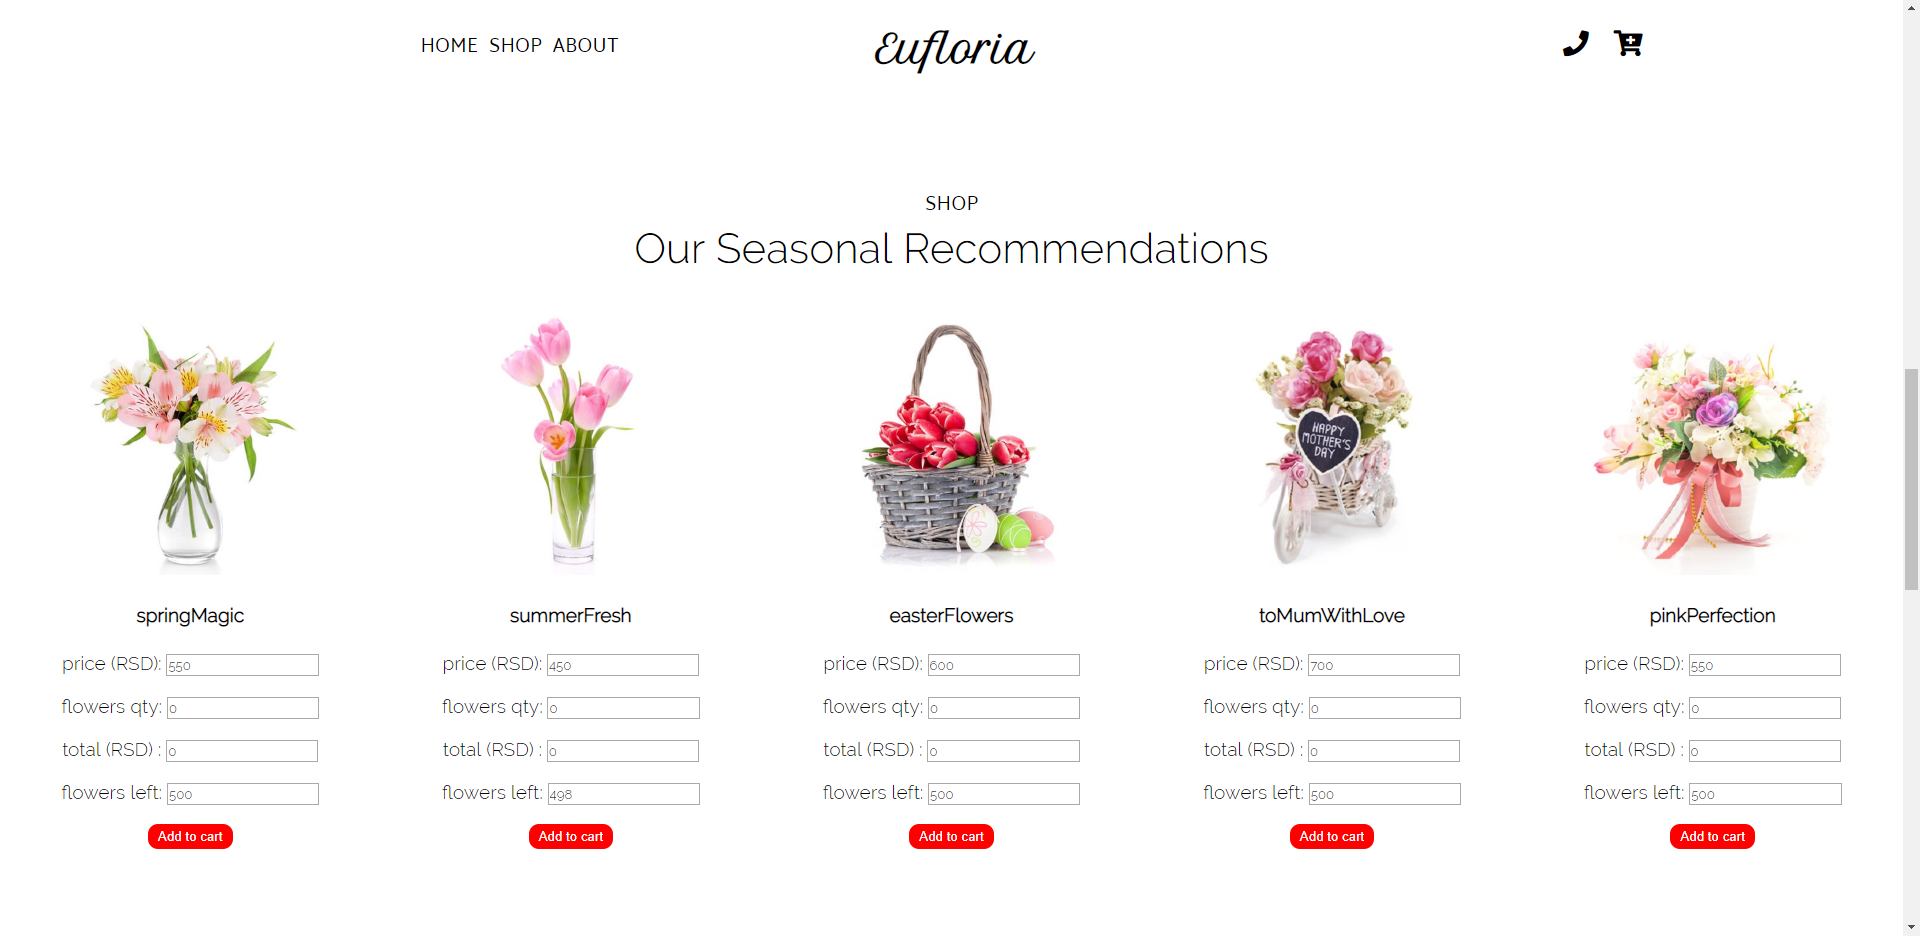 HOME SHOP ABOUT
Eufloria
SHOP
Our Seasonal Recommendations
HAPPY
MOTHER'S
DAY
springMagic
price (RSD): 550
flowers qty: 0
total (RSD) : 0
flowers left: 500
Add to cart
summerFresh
price (RSD): 450
flowers qty: 0
total (RSD) : 0
flowers left: 498
Add to cart
easterFlowers
price (RSD): 600
flowers qty: 0
total (RSD) : 0
flowers left: 500
Add to cart
toMumWithLove
price (RSD): 700
flowers qty: 0
total (RSD) : 0
flowers left: 500
Add to cart
pinkPerfection
price (RSD): 550
flowers qty: 0
total (RSD) : 0
flowers left: 500
Add to cart